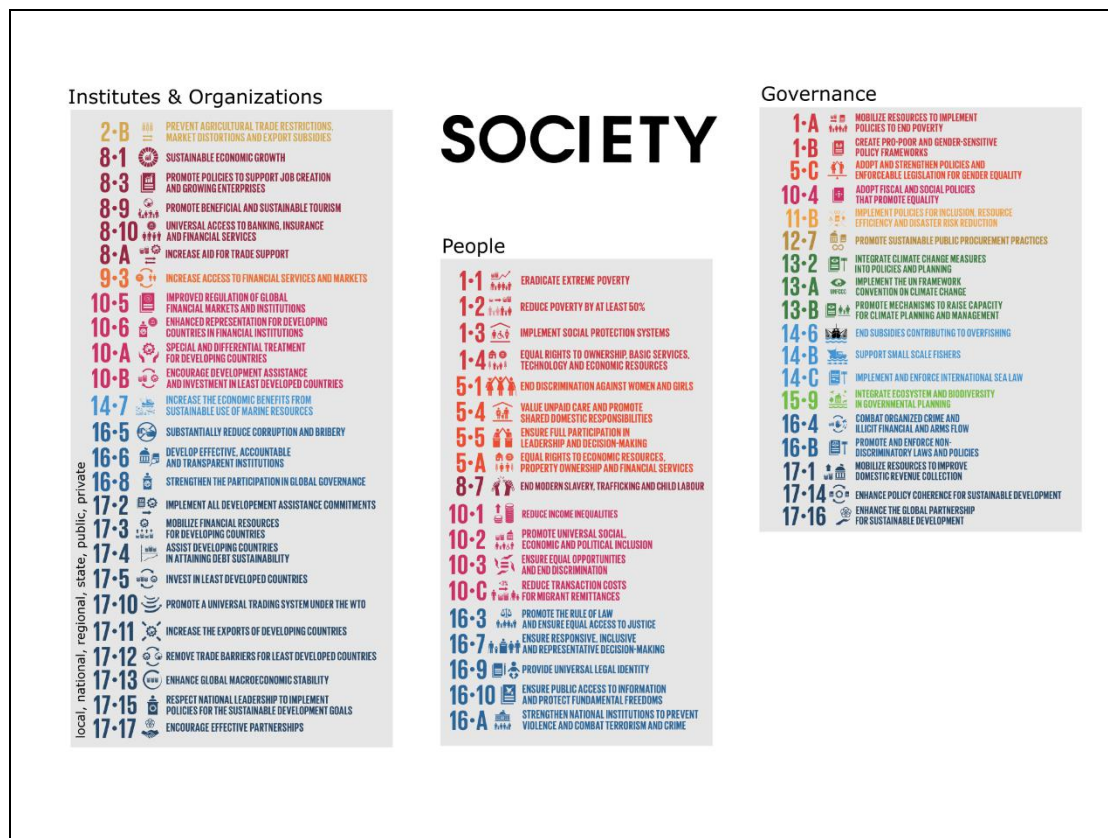 Institutes & Organizations
2·B PREVENT AGRICULTURAL TRADE RESTRICTIONS,
MARKET DISTORTIONS AND EXPORT SUBSIDIES
8·1 SUSTAINABLE ECONOMIC GROWTH
8·3 PROMOTE POLICIES TO SUPPORT JOB CREATION
AND GROWING ENTERPRISES
8·9 PROMOTE BENEFICIAL AND SUSTAINABLE TOURISM
8·10 UNIVERSAL ACCESS TO BANKING, INSURANCE
AND FINANCIAL SERVICES
8·A INCREASE AID FOR TRADE SUPPORT
9·3 INCREASE ACCESS TO FINANCIAL SERVICES AND MARKETS
10·5 IMPROVED REGULATION OF GLOBAL
FINANCIAL MARKETS AND INSTITUTIONS
10·6 ENHANCED REPRESENTATION FOR DEVELOPING
COUNTRIES IN FINANCIAL INSTITUTIONS
10·A SPECIAL AND DIFFERENTIAL TREATMENT
FOR DEVELOPING COUNTRIES
10·B ENCOURAGE DEVELOPMENT ASSISTANCE
AND INVESTMENT IN LEAST DEVELOPED COUNTRIES
14·7 INCREASE THE ECONOMIC BENEFITS FROM
SUSTAINABLE USE OF MARINE RESOURCES
16·5 SUBSTANTIALLY REDUCE CORRUPTION AND BRIBERY
16·6 DEVELOP EFFECTIVE, ACCOUNTABLE
AND TRANSPARENT INSTITUTIONS
16·8 STRENGTHEN THE PARTICIPATION IN GLOBAL GOVERNANCE
17·2 IMPLEMENT ALL DEVELOPEMENT ASSISTANCE COMMITMENTS
17·3 MOBILIZE FINANCIAL RESOURCES
FOR DEVELOPING COUNTRIES
17·4 ASSIST DEVELOPING COUNTRIES
IN ATTAINING DEBT SUSTAINABILITY
17·5 INVEST IN LEAST DEVELOPED COUNTRIES
17·10 PROMOTE A UNIVERSAL TRADING SYSTEM UNDER THE WTO
17·11 INCREASE THE EXPORTS OF DEVELOPING COUNTRIES
17·12 REMOVE TRADE BARRIERS FOR LEAST DEVELOPED COUNTRIES
17·13 ENHANCE GLOBAL MACROECONOMIC STABILITY
17·15 RESPECT NATIONAL LEADERSHIP TO IMPLEMENT
POLICIES FOR THE SUSTAINABLE DEVELOPMENT GOALS
17·17 ENCOURAGE EFFECTIVE PARTNERSHIPS
local, national, regional, state, public, private
SOCIETY
People
1·1 ERADICATE EXTREME POVERTY
1·2 REDUCE POVERTY BY AT LEAST 50%
1·3 IMPLEMENT SOCIAL PROTECTION SYSTEMS
1·4 EQUAL RIGHTS TO OWNERSHIP, BASIC SERVICES,
TECHNOLOGY AND ECONOMIC RESOURCES
5·1 END DISCRIMINATION AGAINST WOMEN AND GIRLS
5·4 VALUE UNPAID CARE AND PROMOTE
SHARED DOMESTIC RESPONSIBILITIES
5·5 ENSURE FULL PARTICIPATION IN
LEADERSHIP AND DECISION-MAKING
5·A EQUAL RIGHTS TO ECONOMIC RESOURCES,
PROPERTY OWNERSHIP AND FINANCIAL SERVICES
8·7 END MODERN SLAVERY, TRAFFICKING AND CHILD LABOUR
10·1 REDUCE INCOME INEQUALITIES
10·2 PROMOTE UNIVERSAL SOCIAL,
ECONOMIC AND POLITICAL INCLUSION
10·3 ENSURE EQUAL OPPORTUNITIES
AND END DISCRIMINATION
10·C REDUCE TRANSACTION COSTS
FOR MIGRANT REMITTANCES
16·3 PROMOTE THE RULE OF LAW
AND ENSURE EQUAL ACCESS TO JUSTICE
16·7 ENSURE RESPONSIVE, INCLUSIVE
AND REPRESENTATIVE DECISION-MAKING
16·9 PROVIDE UNIVERSAL LEGAL IDENTITY
16·10 ENSURE PUBLIC ACCESS TO INFORMATION
AND PROTECT FUNDAMENTAL FREEDOMS
16·A STRENGTHEN NATIONAL INSTITUTIONS TO PREVENT
VIOLENCE AND COMBAT TERRORISM AND CRIME
Governance
1·A MOBILIZE RESOURCES TO IMPLEMENT
POLICIES TO END POVERTY
1·B CREATE PRO-POOR AND GENDER-SENSITIVE
POLICY FRAMEWORKS
5·C ADOPT AND STRENGTHEN POLICIES AND
ENFORCEABLE LEGISLATION FOR GENDER EQUALITY
10·4 ADOPT FISCAL AND SOCIAL POLICIES
THAT PROMOTE EQUALITY
11·B IMPLEMENT POLICIES FOR INCLUSION, RESOURCE
EFFICIENCY AND DISASTER RISK REDUCTION
12·7 PROMOTE SUSTAINABLE PUBLIC PROCUREMENT PRACTICES
13·2 INTEGRATE CLIMATE CHANGE MEASURES
INTO POLICIES AND PLANNING
13·A UNFCCC IMPLEMENT THE UN FRAMEWORK
CONVENTION ON CLIMATE CHANGE
13·B PROMOTE MECHANISMS TO RAISE CAPACITY
FOR CLIMATE PLANNING AND MANAGEMENT
14·6 END SUBSIDIES CONTRIBUTING TO OVERFISHING
14·B SUPPORT SMALL SCALE FISHERS
14·C IMPLEMENT AND ENFORCE INTERNATIONAL SEA LAW
15·9 INTEGRATE ECOSYSTEM AND BIODIVERSITY
IN GOVERNMENTAL PLANNING
16·4 COMBAT ORGANIZED CRIME AND
ILLICIT FINANCIAL AND ARMS FLOW
16·B PROMOTE AND ENFORCE NON-
DISCRIMINATORY LAWS AND POLICIES
17·1 MOBILIZE RESOURCES TO IMPROVE
DOMESTIC REVENUE COLLECTION
17·14 ENHANCE POLICY COHERENCE FOR SUSTAINABLE DEVELOPMENT
17·16 ENHANCE THE GLOBAL PARTNERSHIP
FOR SUSTAINABLE DEVELOPMENT